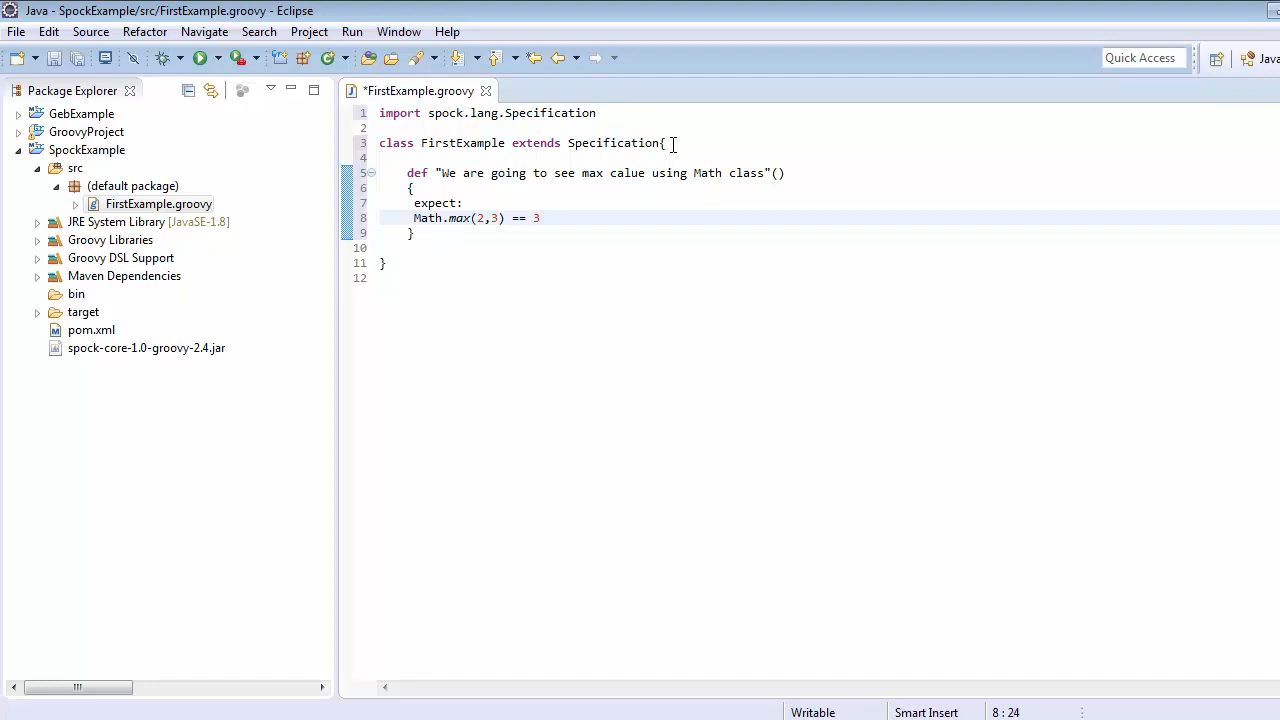 Java - SpockExample/src/FirstExample.groovy - Eclipse
File Edit Source Refactor Navigate Search Project Run Window Help
Quick Access
Java
Package Explorer
*FirstExample.groovy
GebExample
GroovyProject
SpockExample
src
(default package)
FirstExample.groovy
JRE System Library [JavaSE-1.8]
Groovy Libraries
Groovy DSL Support
Maven Dependencies
bin
target
pom.xml
spock-core-1.0-groovy-2.4.jar
1 import spock.lang.Specification
2
3 class FirstExample extends Specification{
4
5 def "We are going to see max calue using Math class"()
6 {
7 expect:
8 Math.max(2,3) == 3
9 }
10
11 }
12
Writable Smart Insert 8 : 24